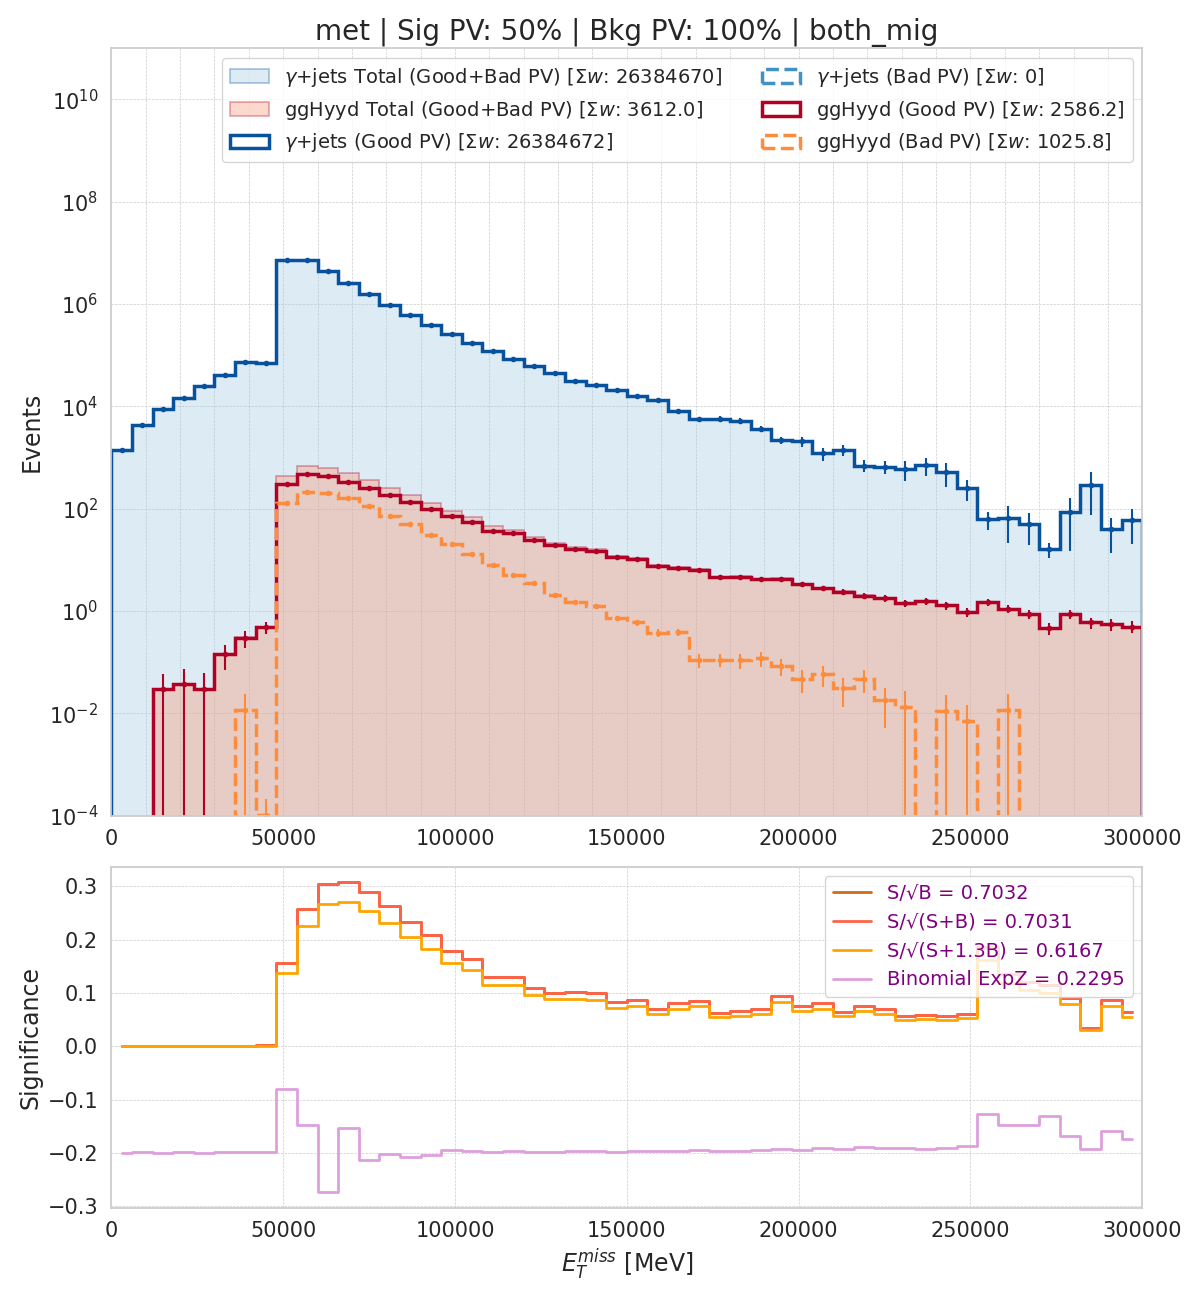 met | Sig PV: 50% | Bkg PV: 100% | both_mig
γ+jets Total (Good+Bad PV) [Σw: 26384670]
ggHyyd Total (Good+Bad PV) [Σw: 3612.0]
γ+jets (Good PV) [Σw: 26384672]
γ+jets (Bad PV) [Σw: 0]
ggHyyd (Good PV) [Σw: 2586.2]
ggHyyd (Bad PV) [Σw: 1025.8]
Events
10^10
10^8
10^6
10^4
10^2
10^0
10^−2
10^−4
0 50000 100000 150000 200000 250000 300000
S/√B = 0.7032
S/√(S+B) = 0.7031
S/√(S+1.3B) = 0.6167
Binomial ExpZ = 0.2295
Significance
0.3
0.2
0.1
0.0
−0.1
−0.2
−0.3
0 50000 100000 150000 200000 250000 300000
E_T^miss [MeV]